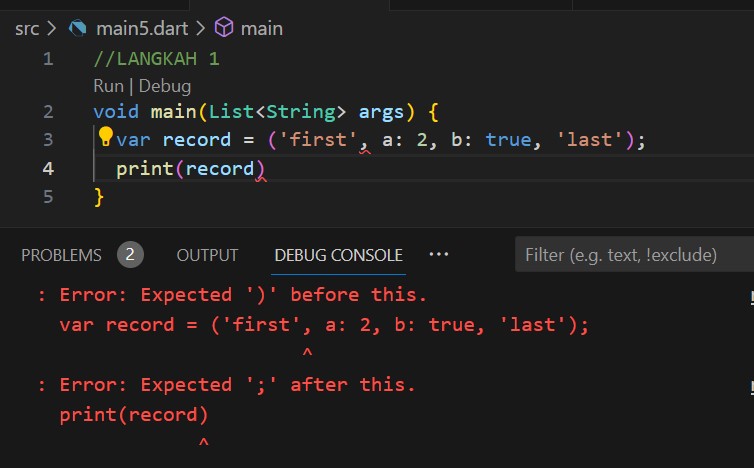 src > main5.dart > main
1 //LANGKAH 1
Run | Debug
2 void main(List<String> args) {
3 var record = ('first', a: 2, b: true, 'last');
4 print(record)
5 }
PROBLEMS 2 OUTPUT DEBUG CONSOLE ··· Filter (e.g. text, !exclude)
: Error: Expected ')' before this.
var record = ('first', a: 2, b: true, 'last');
^
: Error: Expected ';' after this.
print(record)
^